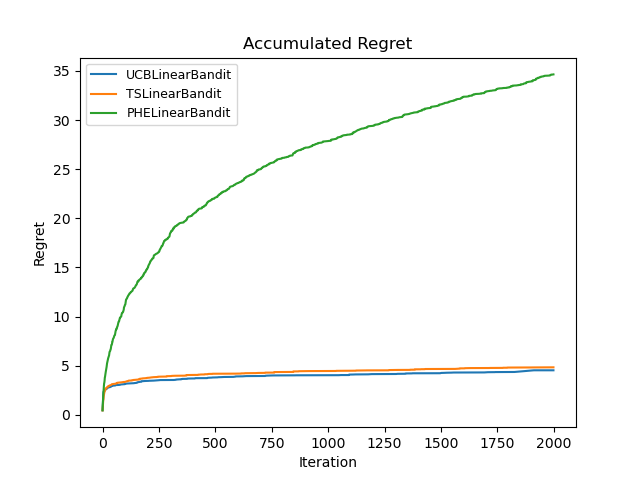 Accumulated Regret
UCBLinearBandit
TSLinearBandit
PHELinearBandit
Regret
35
30
25
20
15
10
5
0
0 250 500 750 1000 1250 1500 1750 2000
Iteration